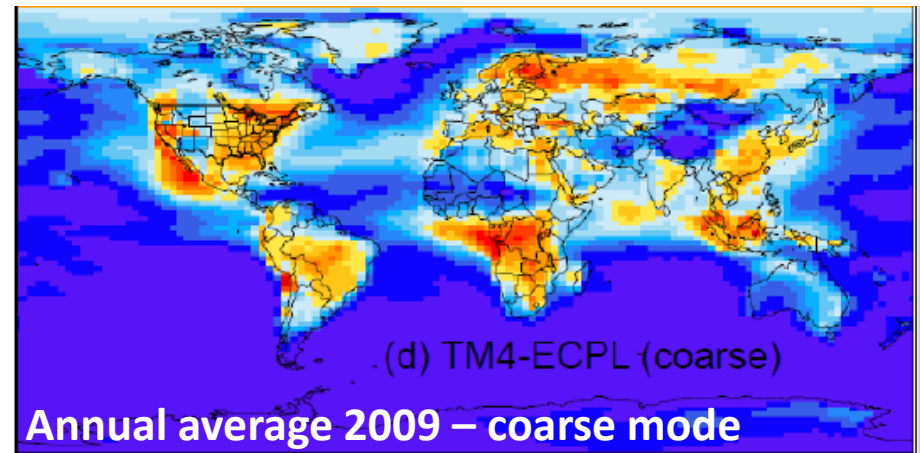 (d) TM4-ECPL (coarse)
Annual average 2009 – coarse mode